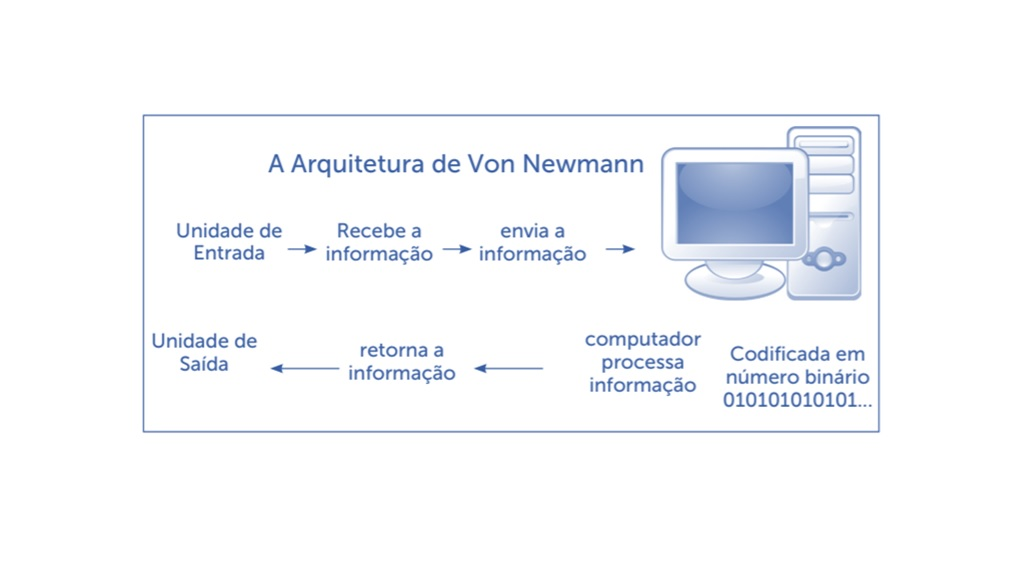 A Arquitetura de Von Newmann
Unidade de
Entrada
Recebe a
informação
envia a
informação
Unidade de
Saída
retorna a
informação
computador
processa
informação
Codificada em
número binário
010101010101...